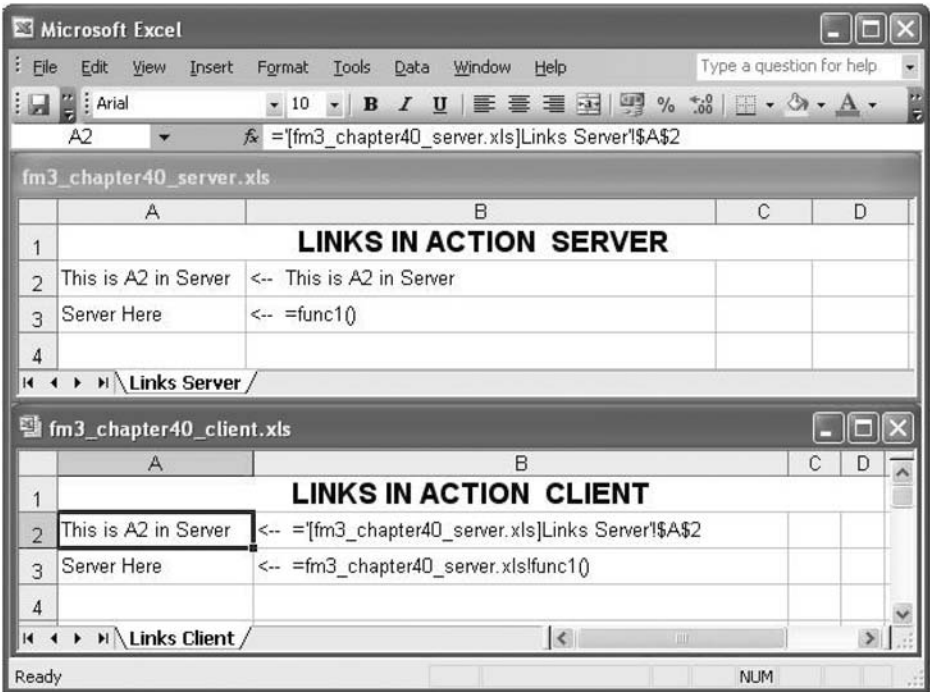 Microsoft Excel
File Edit View Insert Format Tools Data Window Help Type a question for help
Arial 10 B I U % .00 A
A2 fx ='[fm3_chapter40_server.xls]Links Server'!$A$2
fm3_chapter40_server.xls
A B C D
1 LINKS IN ACTION SERVER
2 This is A2 in Server <-- This is A2 in Server
3 Server Here <-- =func1()
4
Links Server
fm3_chapter40_client.xls
A B C D
1 LINKS IN ACTION CLIENT
2 This is A2 in Server <-- ='[fm3_chapter40_server.xls]Links Server'!$A$2
3 Server Here <-- =fm3_chapter40_server.xls!func1()
4
Links Client
Ready NUM